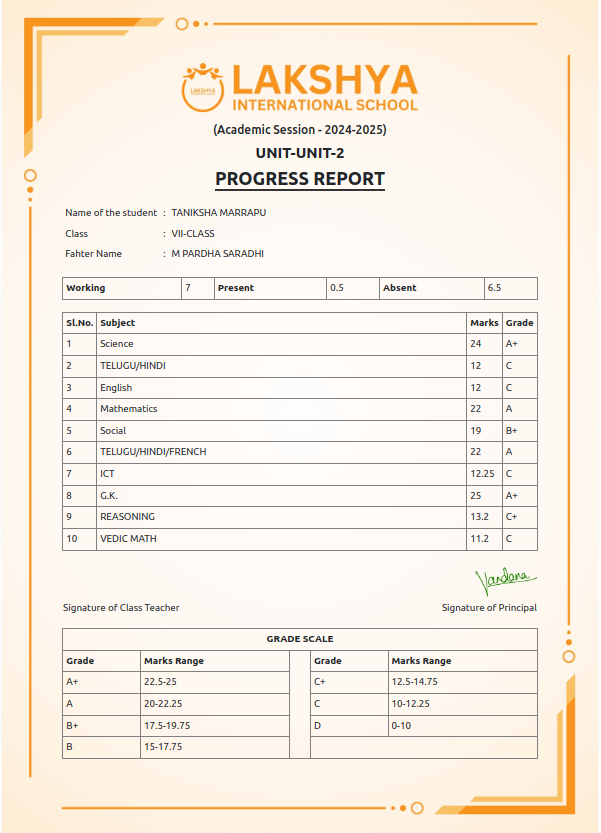 LAKSHYA
LAKSHYA
INTERNATIONAL SCHOOL
(Academic Session - 2024-2025)
UNIT-UNIT-2
PROGRESS REPORT
Name of the student : TANIKSHA MARRAPU
Class : VII-CLASS
Fahter Name : M PARDHA SARADHI
Working 7 Present 0.5 Absent 6.5
Sl.No. Subject Marks Grade
1 Science 24 A+
2 TELUGU/HINDI 12 C
3 English 12 C
4 Mathematics 22 A
5 Social 19 B+
6 TELUGU/HINDI/FRENCH 22 A
7 ICT 12.25 C
8 G.K. 25 A+
9 REASONING 13.2 C+
10 VEDIC MATH 11.2 C
Vandana
Signature of Class Teacher Signature of Principal
GRADE SCALE
Grade Marks Range Grade Marks Range
A+ 22.5-25 C+ 12.5-14.75
A 20-22.25 C 10-12.25
B+ 17.5-19.75 D 0-10
B 15-17.75